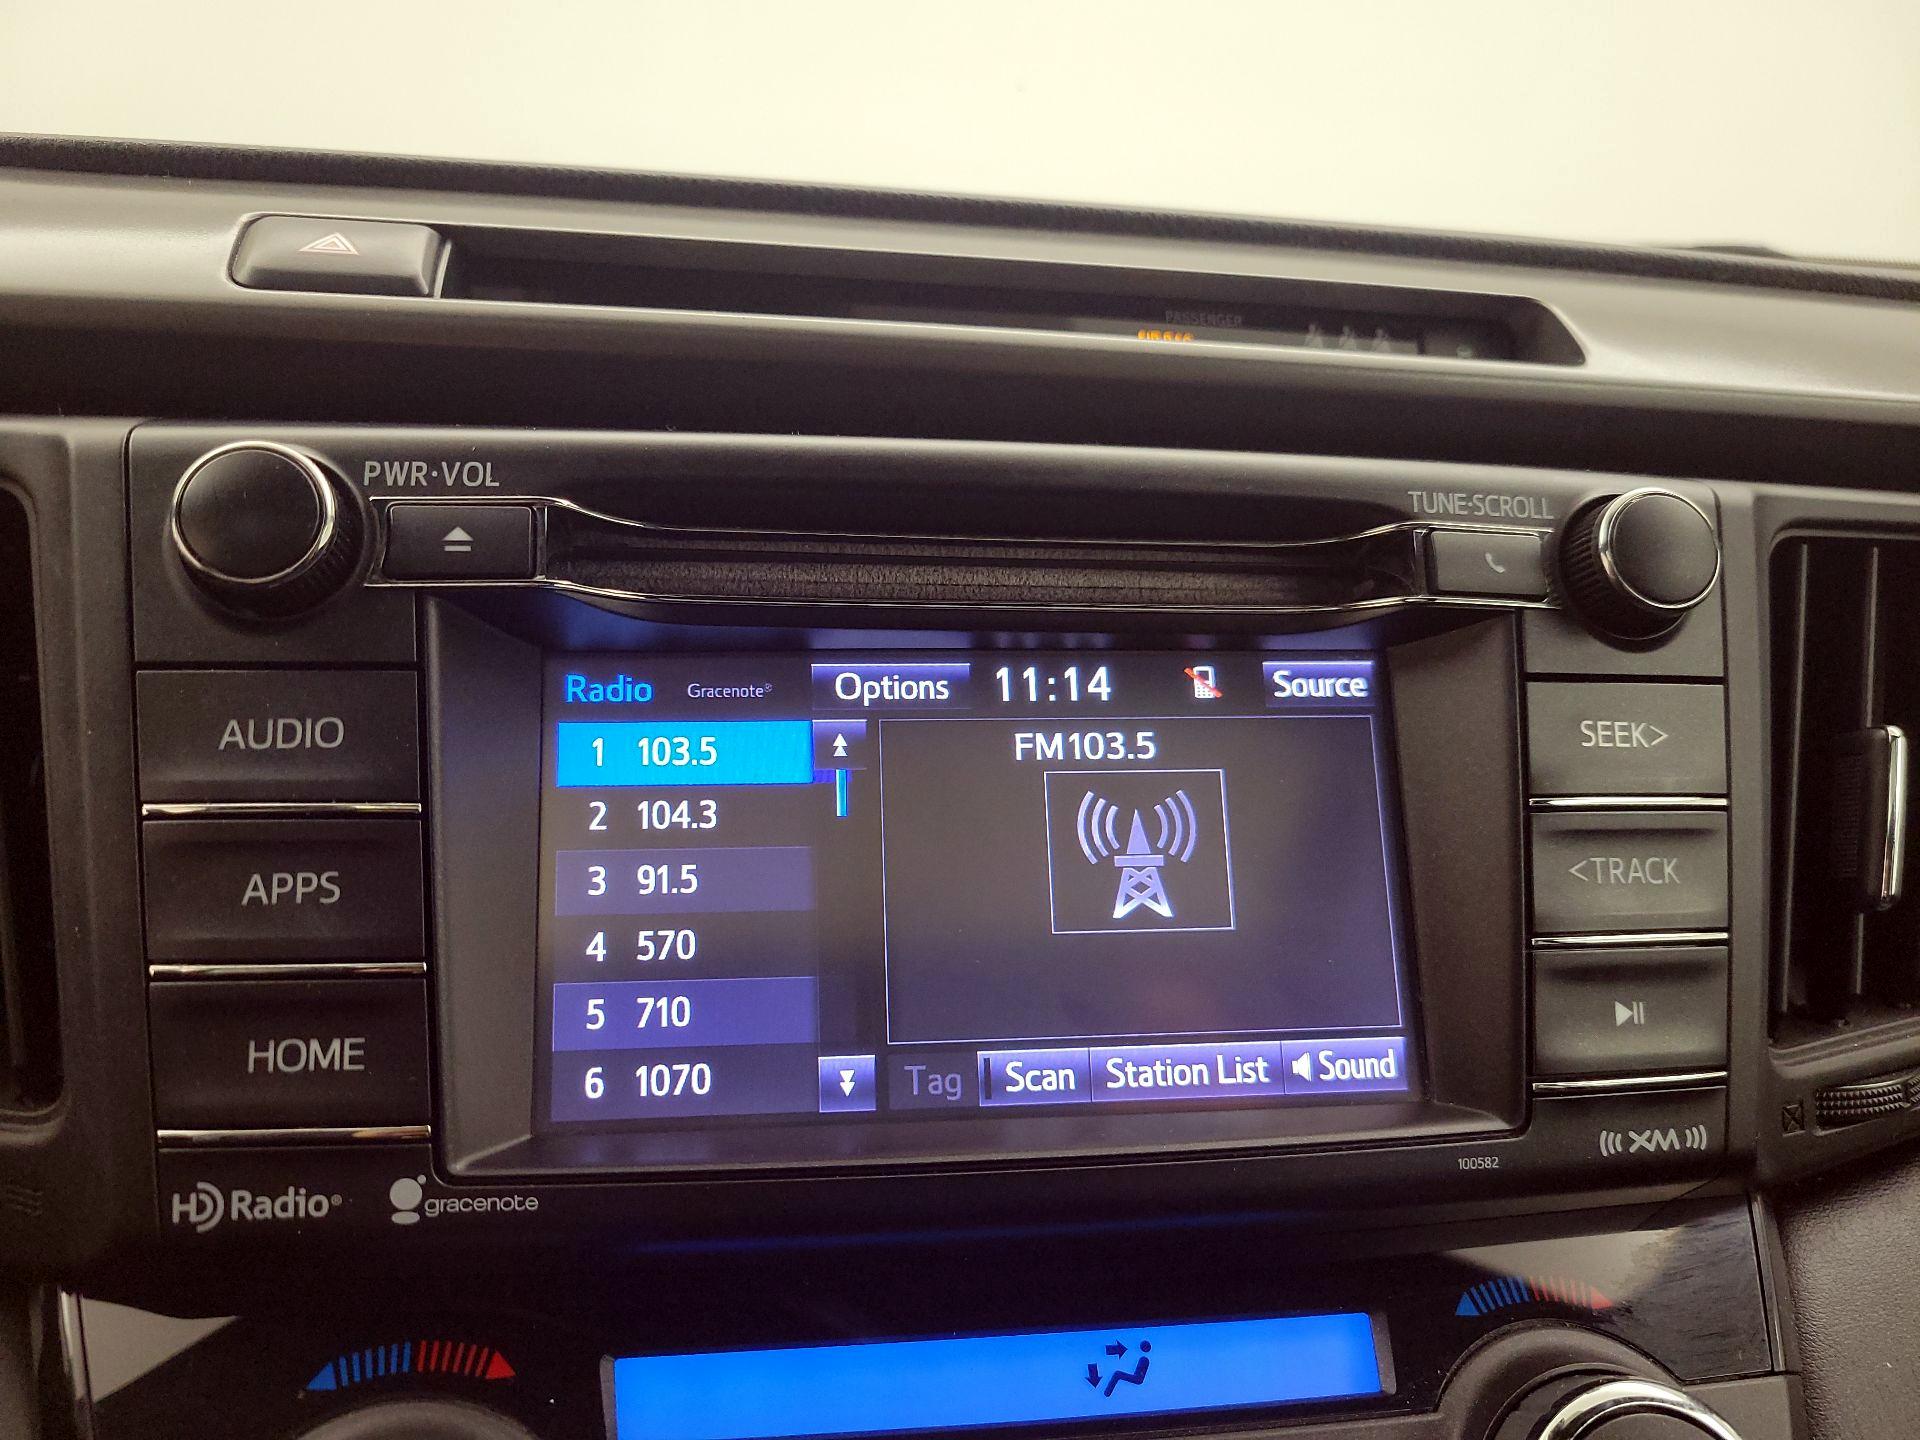 PASSENGER
PWR·VOL
TUNE·SCROLL
AUDIO
APPS
HOME
Radio Gracenote® Options 11:14 Source
1 103.5
2 104.3
3 91.5
4 570
5 710
6 1070
FM103.5
Tag Scan Station List Sound
SEEK>
<TRACK
XM
100582
HD Radio®
gracenote